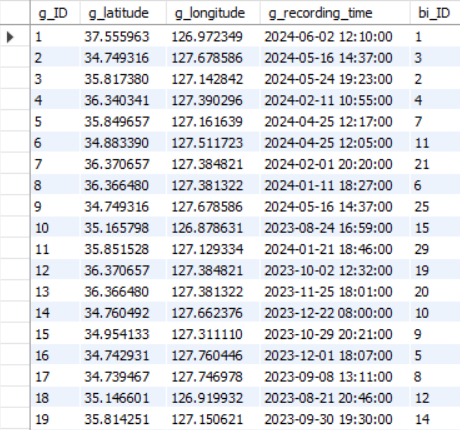 g_ID g_latitude g_longitude g_recording_time bi_ID
1 37.555963 126.972349 2024-06-02 12:10:00 1
2 34.749316 127.678586 2024-05-16 14:37:00 3
3 35.817380 127.142842 2024-05-24 19:23:00 2
4 36.340341 127.390296 2024-02-11 10:55:00 4
5 35.849657 127.161639 2024-04-25 12:17:00 7
6 34.883390 127.511723 2024-04-25 12:05:00 11
7 36.370657 127.384821 2024-02-01 20:20:00 21
8 36.366480 127.381322 2024-01-11 18:27:00 6
9 34.749316 127.678586 2024-05-16 14:37:00 25
10 35.165798 126.878631 2023-08-24 16:59:00 15
11 35.851528 127.129334 2024-01-21 18:46:00 29
12 36.370657 127.384821 2023-10-02 12:32:00 19
13 36.366480 127.381322 2023-11-25 18:01:00 20
14 34.760492 127.662376 2023-12-22 08:00:00 10
15 34.954133 127.311110 2023-10-29 20:21:00 9
16 34.742931 127.760446 2023-12-01 18:07:00 5
17 34.739467 127.746978 2023-09-08 13:11:00 8
18 35.146601 126.919932 2023-08-21 20:46:00 12
19 35.814251 127.150621 2023-09-30 19:30:00 14